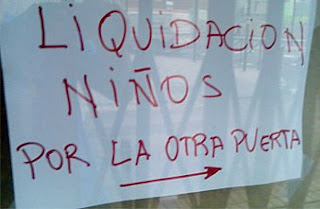 LIQUIDACION
NIÑOS
POR LA OTRA PUERTA